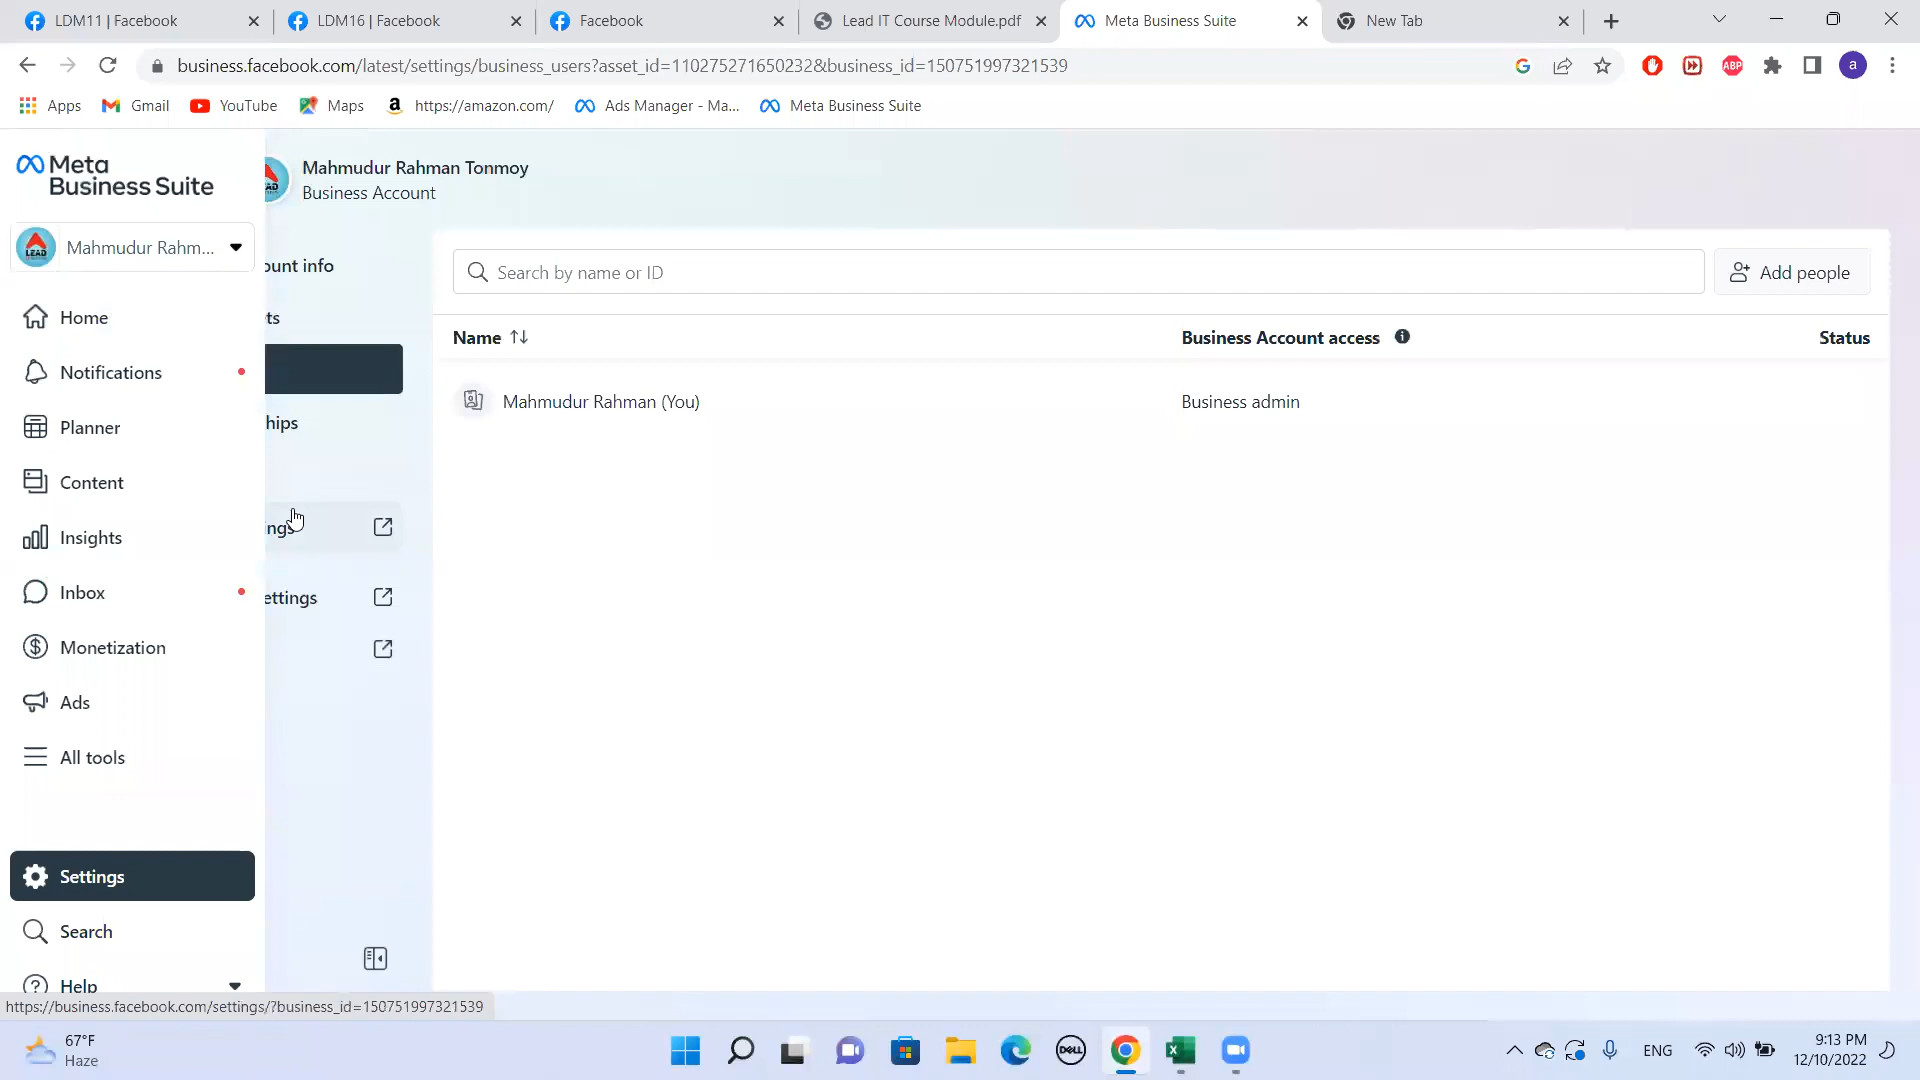 LDM11 | Facebook
LDM16 | Facebook
Facebook
Lead IT Course Module.pdf
Meta Business Suite
New Tab
business.facebook.com/latest/settings/business_users?asset_id=110275271650232&business_id=150751997321539
G
ABP
a
Apps
Gmail
YouTube
Maps
https://amazon.com/
Ads Manager - Ma...
Meta Business Suite
Meta
Business Suite
Mahmudur Rahm...
LEAD
Home
Notifications
Planner
Content
Insights
Inbox
Monetization
Ads
All tools
Settings
Search
Help
Mahmudur Rahman Tonmoy
Business Account
ount info
ts
hips
ngs
ettings
Search by name or ID
Add people
Name
Business Account access
Status
Mahmudur Rahman (You)
Business admin
https://business.facebook.com/settings/?business_id=150751997321539
67°F
Haze
DELL
ENG
9:13 PM
12/10/2022